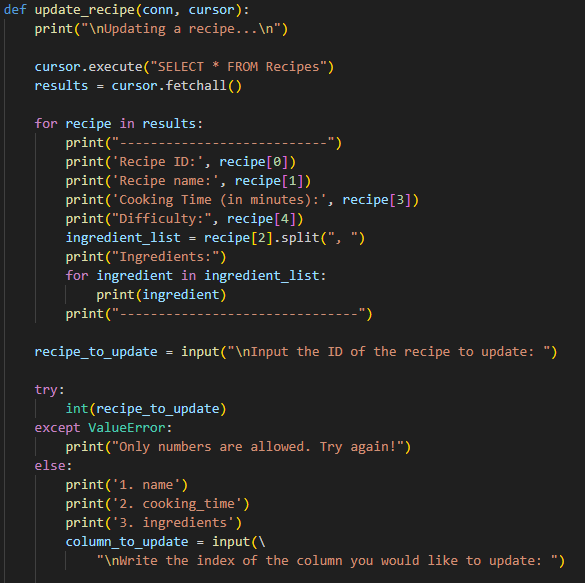 def update_recipe(conn, cursor):
    print("\nUpdating a recipe...\n")

    cursor.execute("SELECT * FROM Recipes")
    results = cursor.fetchall()

    for recipe in results:
        print("---------------------------")
        print('Recipe ID:', recipe[0])
        print('Recipe name:', recipe[1])
        print('Cooking Time (in minutes):', recipe[3])
        print("Difficulty:", recipe[4])
        ingredient_list = recipe[2].split(", ")
        print("Ingredients:")
        for ingredient in ingredient_list:
            print(ingredient)
        print("-------------------------------")

    recipe_to_update = input("\nInput the ID of the recipe to update: ")

    try:
        int(recipe_to_update)
    except ValueError:
        print("Only numbers are allowed. Try again!")
    else:
        print('1. name')
        print('2. cooking_time')
        print('3. ingredients')
        column_to_update = input(\
            "\nWrite the index of the column you would like to update: ")